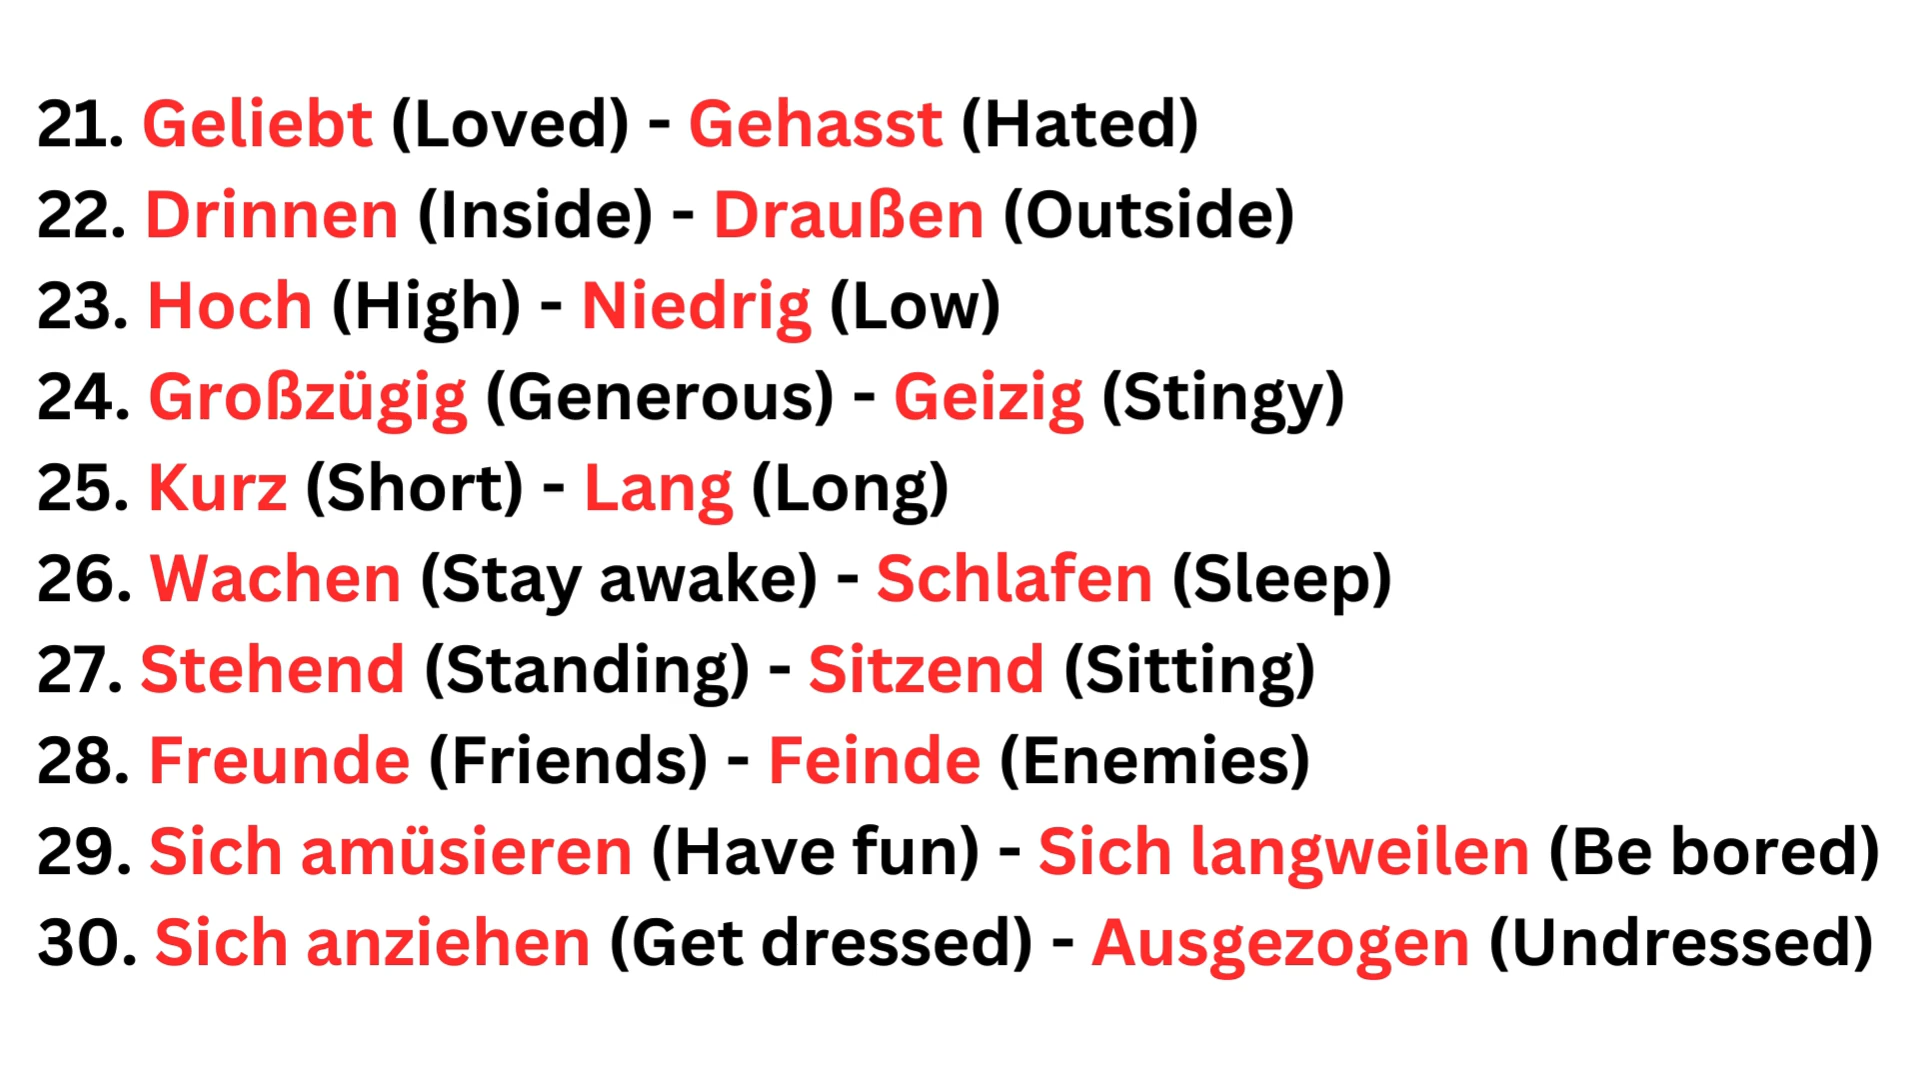 21. Geliebt (Loved) - Gehasst (Hated)
22. Drinnen (Inside) - Draußen (Outside)
23. Hoch (High) - Niedrig (Low)
24. Großzügig (Generous) - Geizig (Stingy)
25. Kurz (Short) - Lang (Long)
26. Wachen (Stay awake) - Schlafen (Sleep)
27. Stehend (Standing) - Sitzend (Sitting)
28. Freunde (Friends) - Feinde (Enemies)
29. Sich amüsieren (Have fun) - Sich langweilen (Be bored)
30. Sich anziehen (Get dressed) - Ausgezogen (Undressed)